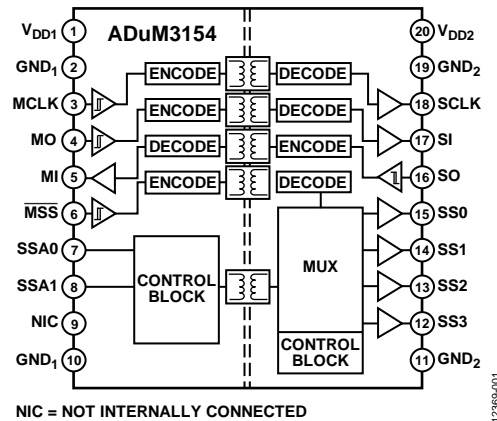 ADuM3154
VDD1 1
GND1 2
MCLK 3
MO 4
MI 5
MSS 6
SSA0 7
SSA1 8
NIC 9
GND1 10
ENCODE
DECODE
ENCODE
DECODE
DECODE
ENCODE
ENCODE
DECODE
CONTROL
BLOCK
MUX
CONTROL
BLOCK
20 VDD2
19 GND2
18 SCLK
17 SI
16 SO
15 SS0
14 SS1
13 SS2
12 SS3
11 GND2
NIC = NOT INTERNALLY CONNECTED
12369-001